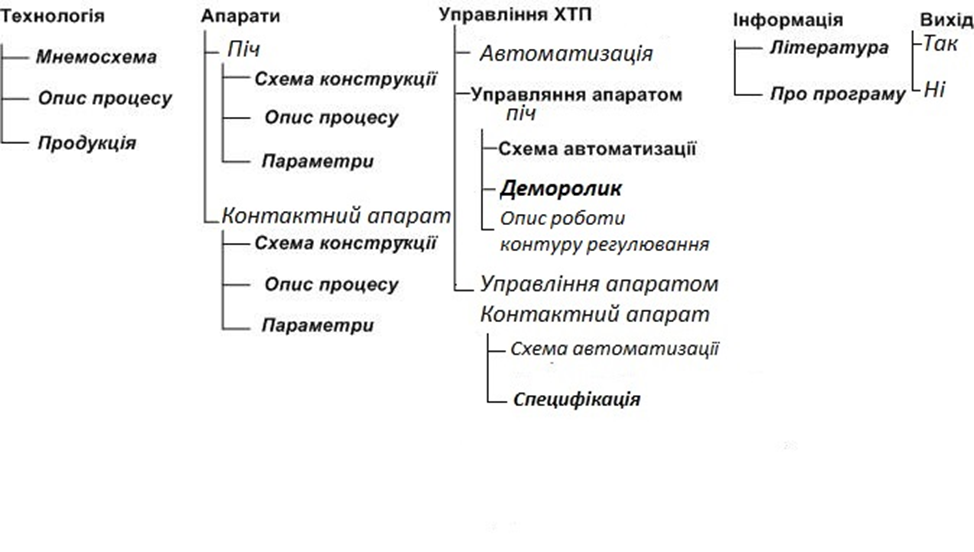 Технологія
Мнемосхема
Опис процесу
Продукція
Апарати
Піч
Схема конструкції
Опис процесу
Параметри
Контактний апарат
Схема конструкції
Опис процесу
Параметри
Управління ХТП
Автоматизація
Управляння апаратом
піч
Схема автоматизації
Деморолик
Опис роботи
контуру регулювання
Управління апаратом
Контактний апарат
Схема автоматизації
Специфікація
Інформація
Література
Про програму
Вихід
Так
Ні